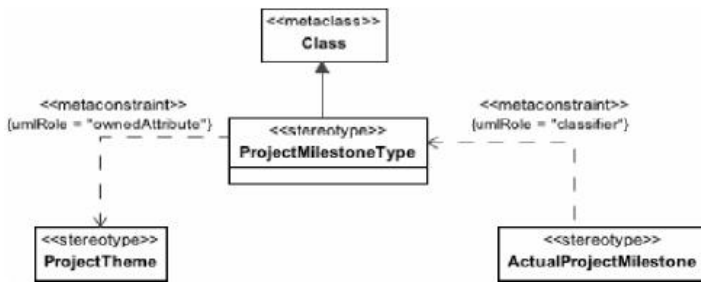 <<metaclass>>
Class
<<metaconstraint>>
{umlRole = "ownedAttribute"}
<<metaconstraint>>
{umlRole = "classifier"}
<<stereotype>>
ProjectMilestoneType
<<stereotype>>
ProjectTheme
<<stereotype>>
ActualProjectMilestone